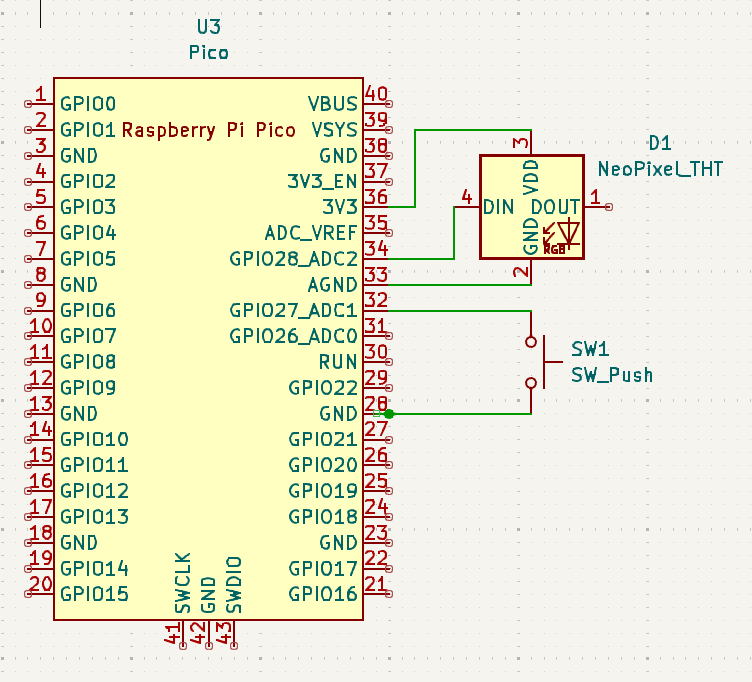 U3
Pico
Raspberry Pi Pico
1 GPIO0
2 GPIO1
3 GND
4 GPIO2
5 GPIO3
6 GPIO4
7 GPIO5
8 GND
9 GPIO6
10 GPIO7
11 GPIO8
12 GPIO9
13 GND
14 GPIO10
15 GPIO11
16 GPIO12
17 GPIO13
18 GND
19 GPIO14
20 GPIO15
VBUS 40
VSYS 39
GND 38
3V3_EN 37
3V3 36
ADC_VREF 35
GPIO28_ADC2 34
AGND 33
GPIO27_ADC1 32
GPIO26_ADC0 31
RUN 30
GPIO22 29
GND 28
GPIO21 27
GPIO20 26
GPIO19 25
GPIO18 24
GND 23
GPIO17 22
GPIO16 21
SWCLK 41
GND 42
SWDIO 43
D1
NeoPixel_THT
3 VDD
4 DIN
DOUT 1
GND 2
RGB
SW1
SW_Push